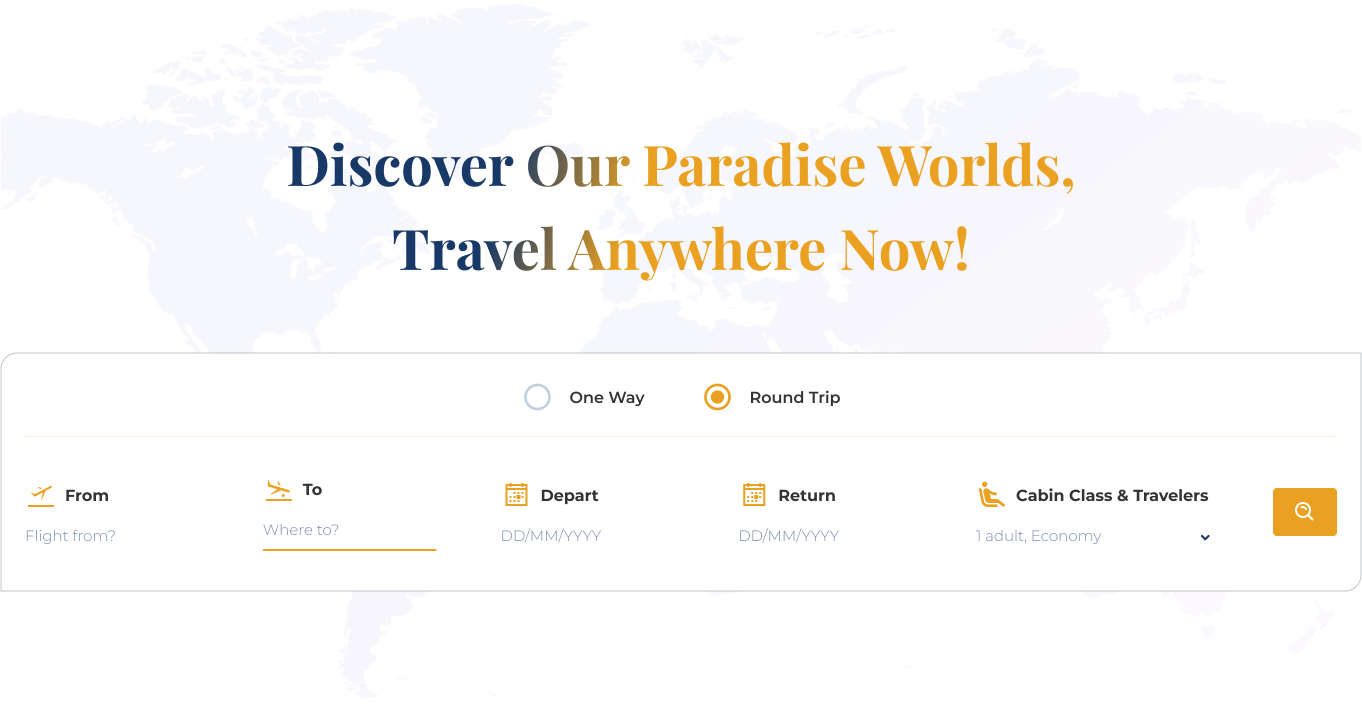 Discover Our Paradise Worlds,
Travel Anywhere Now!
One Way Round Trip
From To Depart Return Cabin Class & Travelers
Flight from? Where to? DD/MM/YYYY DD/MM/YYYY 1 adult, Economy